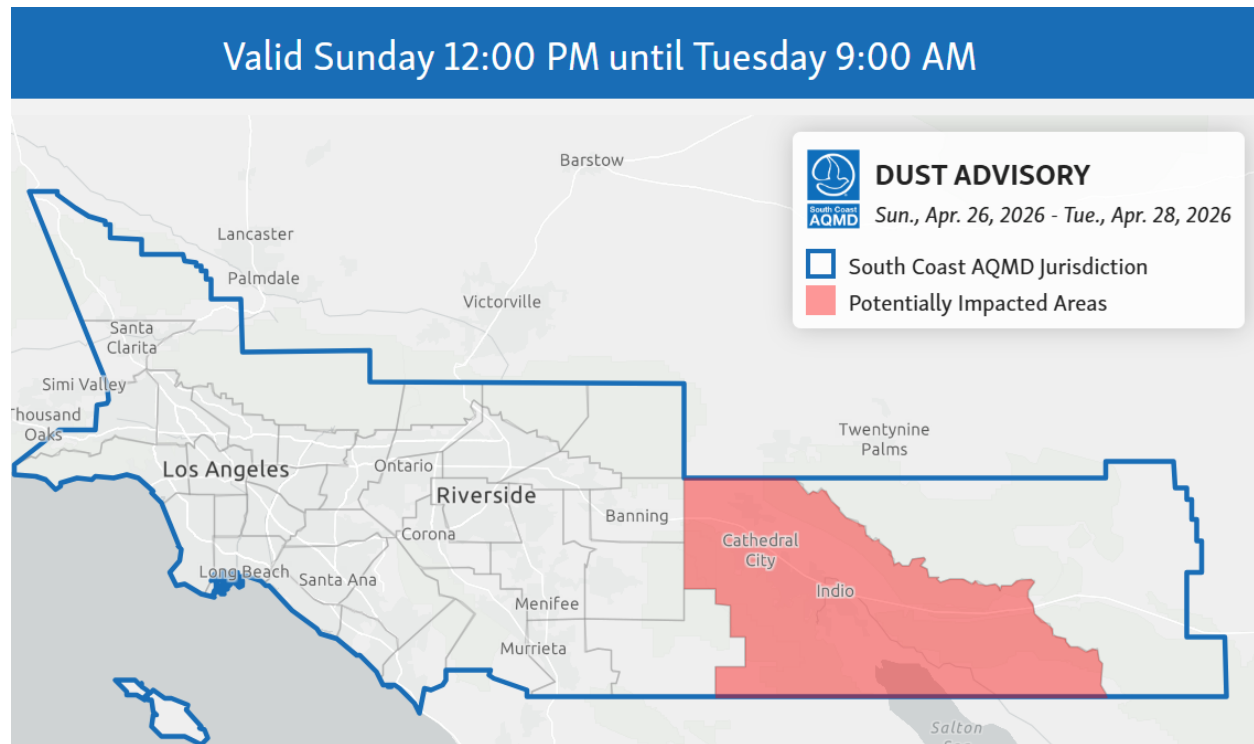 Valid Sunday 12:00 PM until Tuesday 9:00 AM
DUST ADVISORY
South Coast
AQMD
Sun., Apr. 26, 2026 - Tue., Apr. 28, 2026
South Coast AQMD Jurisdiction
Potentially Impacted Areas
Barstow
Lancaster
Palmdale
Victorville
Santa
Clarita
Simi Valley
Thousand
Oaks
Twentynine
Palms
Los Angeles
Ontario
Riverside
Banning
Corona
Cathedral
City
Long Beach
Santa Ana
Indio
Menifee
Murrieta
Salton
Sea